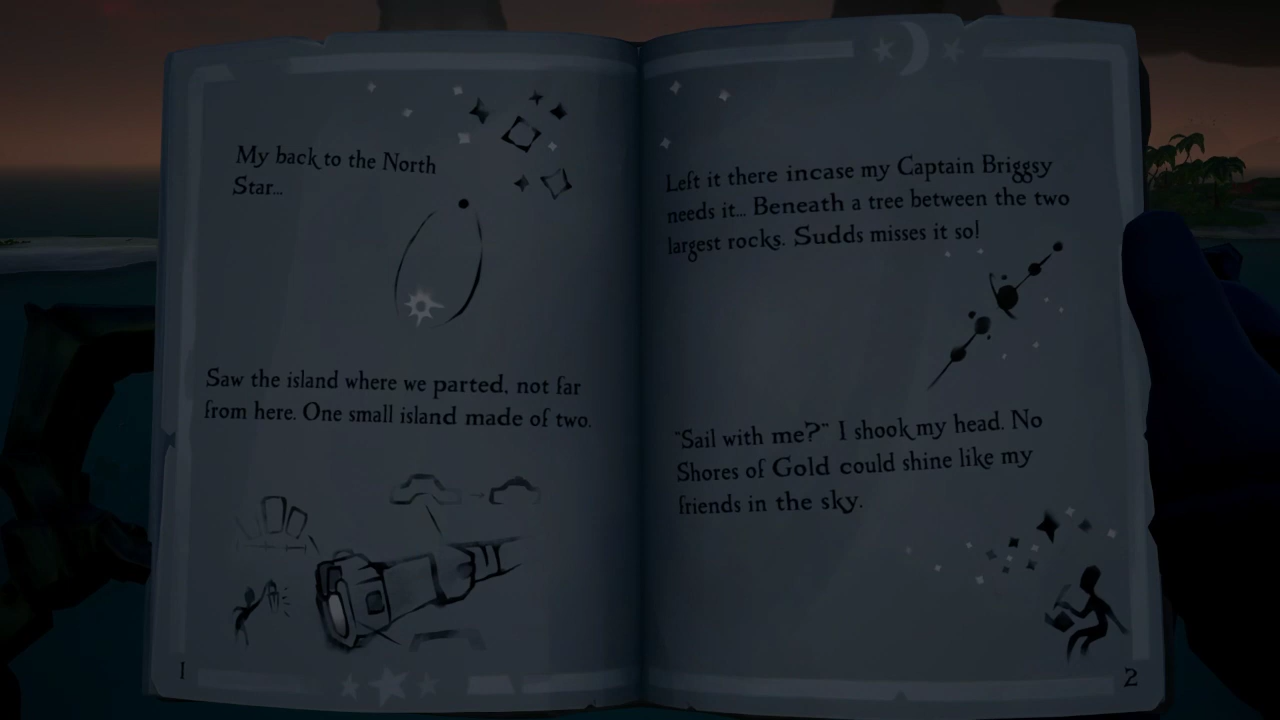 My back to the North
Star...
Saw the island where we parted, not far
from here. One small island made of two.
1
Left it there incase my Captain Briggsy
needs it... Beneath a tree between the two
largest rocks. Sudds misses it so!
"Sail with me?" I shook my head. No
Shores of Gold could shine like my
friends in the sky.
2